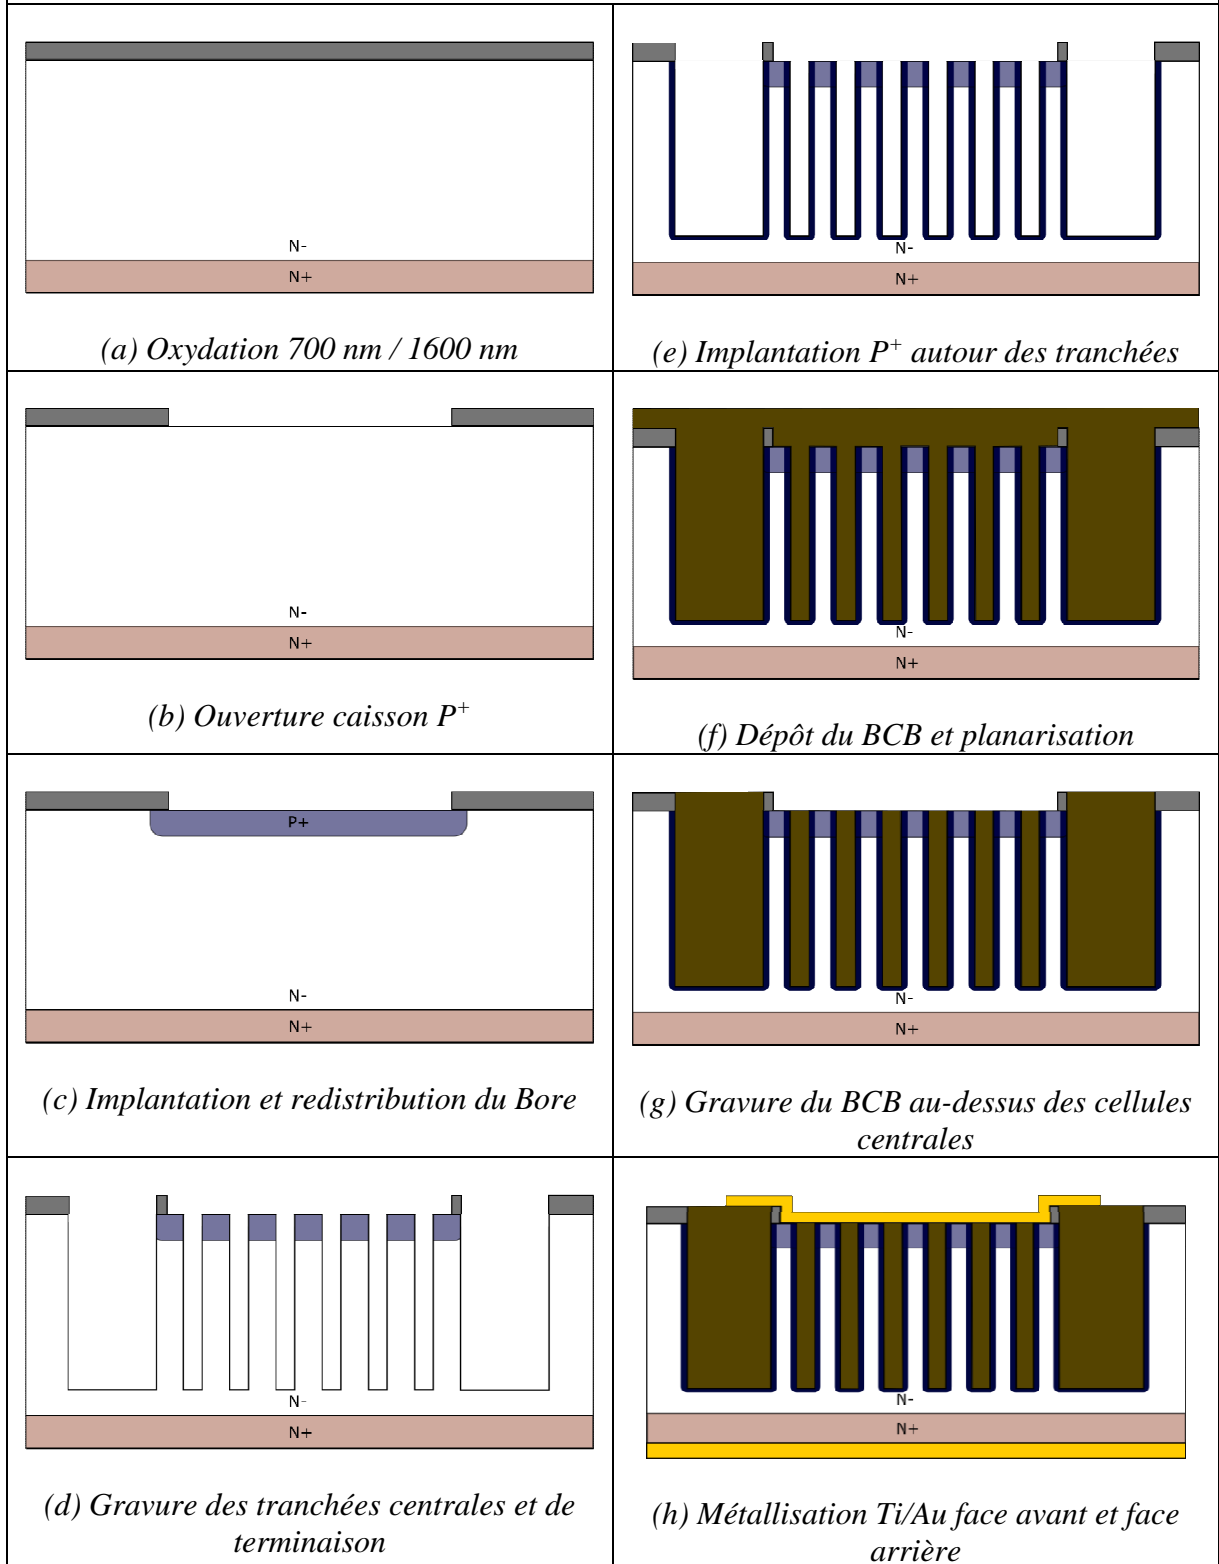 N-
N+
(a) Oxydation 700 nm / 1600 nm
N-
N+
(b) Ouverture caisson P+
P+
N-
N+
(c) Implantation et redistribution du Bore
N-
N+
(d) Gravure des tranchées centrales et de
terminaison
N-
N+
(e) Implantation P+ autour des tranchées
N-
N+
(f) Dépôt du BCB et planarisation
N-
N+
(g) Gravure du BCB au-dessus des cellules
centrales
N-
N+
(h) Métallisation Ti/Au face avant et face
arrière